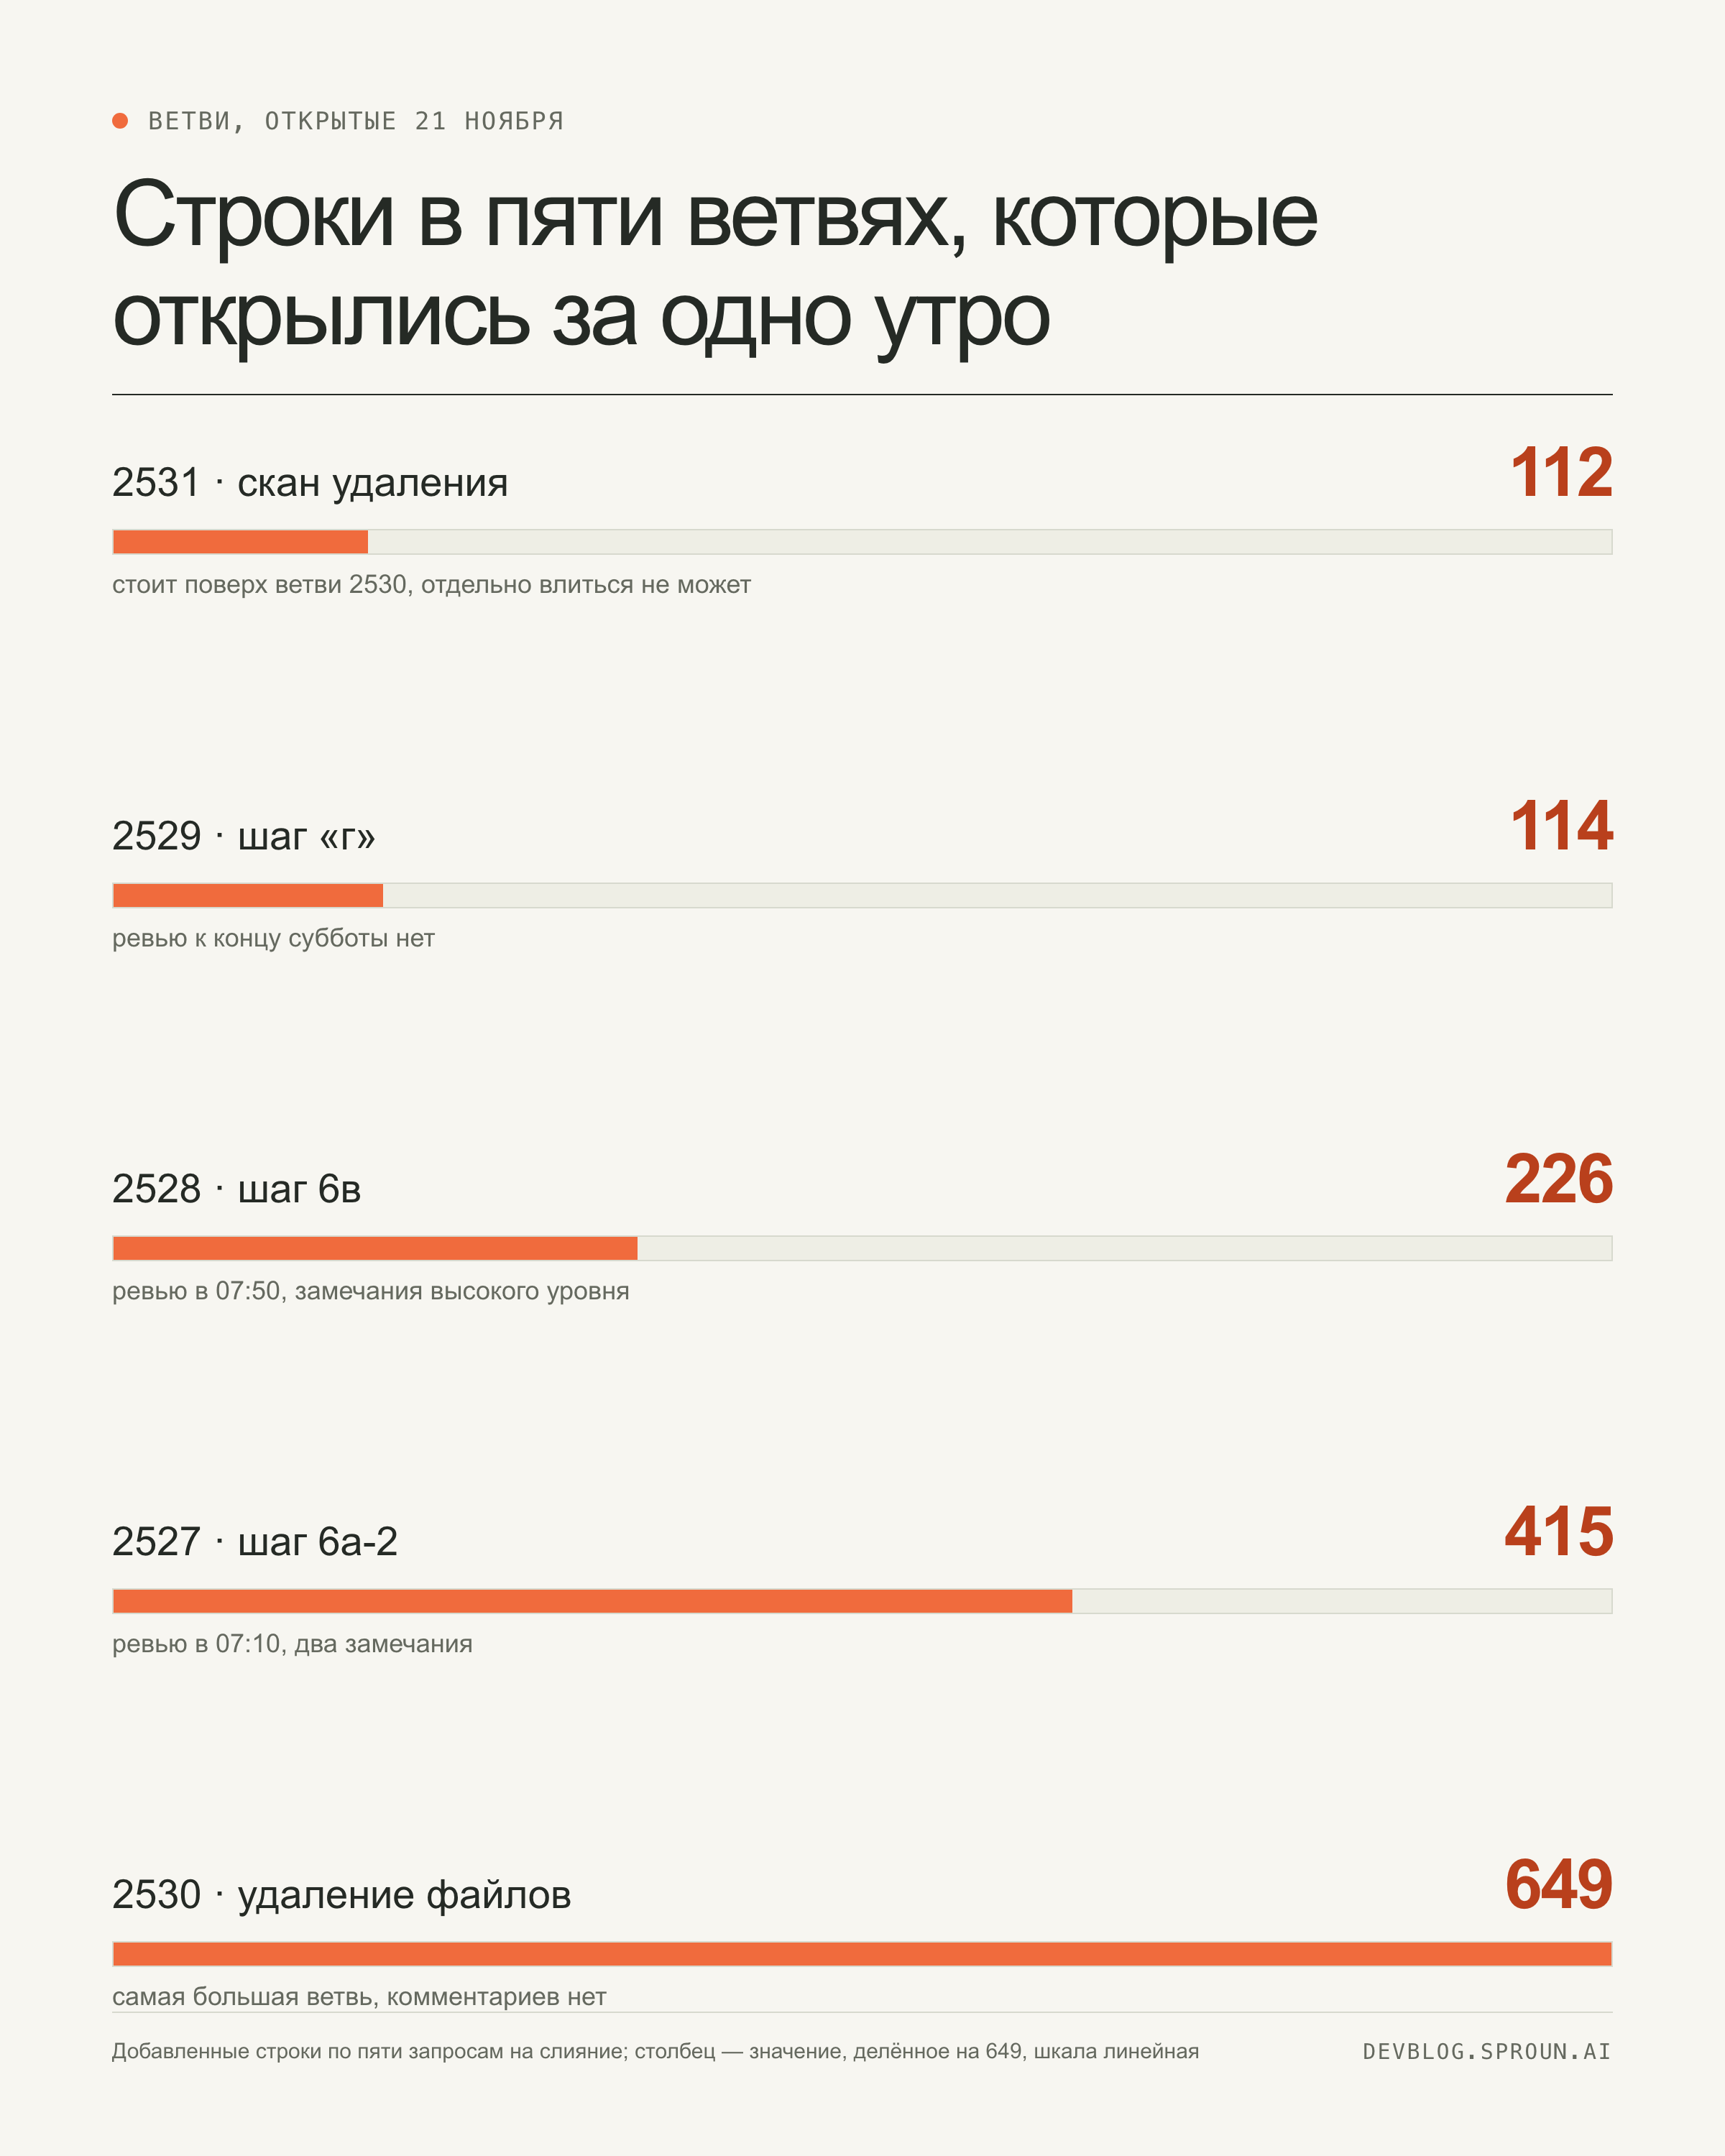 ВЕТВИ, ОТКРЫТЫЕ 21 НОЯБРЯ
Строки в пяти ветвях, которые
открылись за одно утро
2531 · скан удаления
112
стоит поверх ветви 2530, отдельно влиться не может
2529 · шаг «г»
114
ревью к концу субботы нет
2528 · шаг 6в
226
ревью в 07:50, замечания высокого уровня
2527 · шаг 6а-2
415
ревью в 07:10, два замечания
2530 · удаление файлов
649
самая большая ветвь, комментариев нет
Добавленные строки по пяти запросам на слияние; столбец — значение, делённое на 649, шкала линейная
DEVBLOG.SPROUN.AI